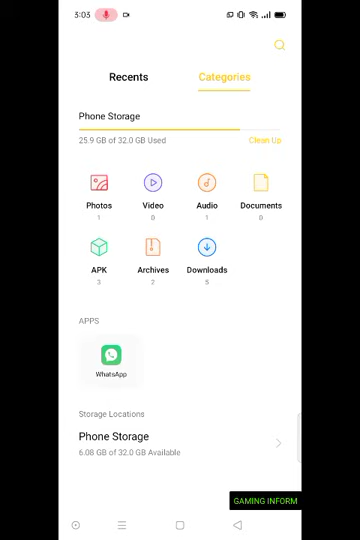 3:03
Recents Categories
Phone Storage
25.9 GB of 32.0 GB Used Clean Up
Photos Video Audio Documents
1 0 1 0
APK Archives Downloads
3 2 5
APPS
WhatsApp
Storage Locations
Phone Storage
6.08 GB of 32.0 GB Available
GAMING INFORM